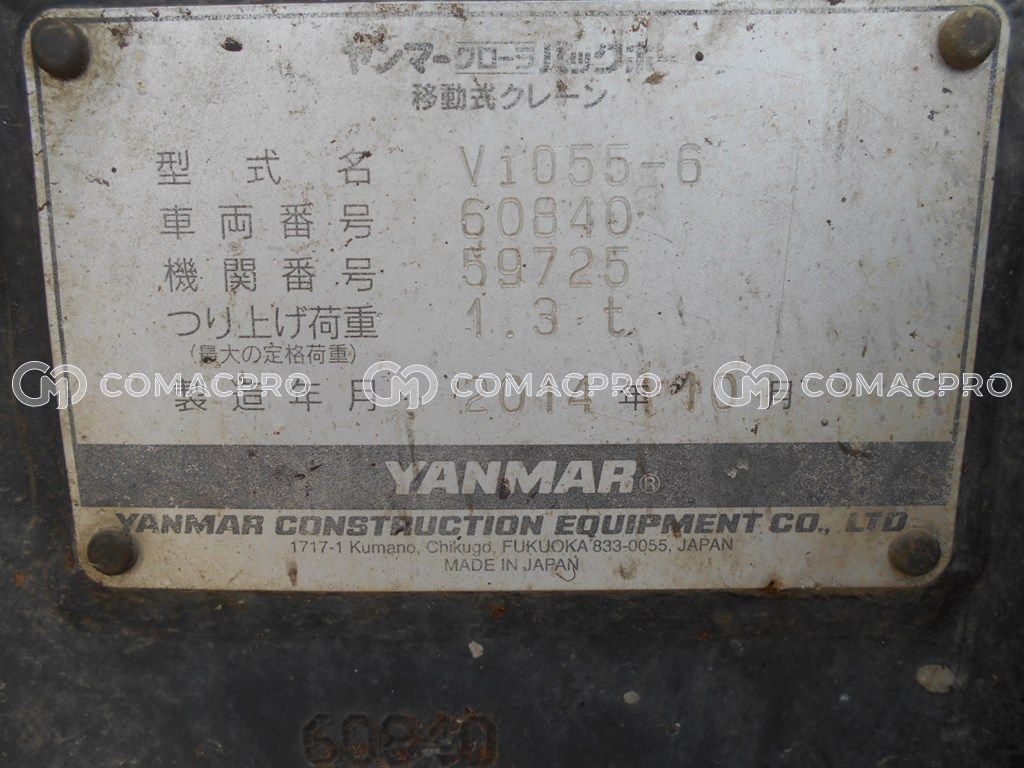 ヤンマークローラバックホー
移動式クレーン
型式名 ViO55-6
車両番号 60840
機関番号 59725
つり上げ荷重 1.3 t
(最大の定格荷重)
製造年月 2014年 10月
COMACPRO COMACPRO COMACPRO
YANMAR®
YANMAR CONSTRUCTION EQUIPMENT CO., LTD
1717-1 Kumano, Chikugo, FUKUOKA 833-0055, JAPAN
MADE IN JAPAN
60840